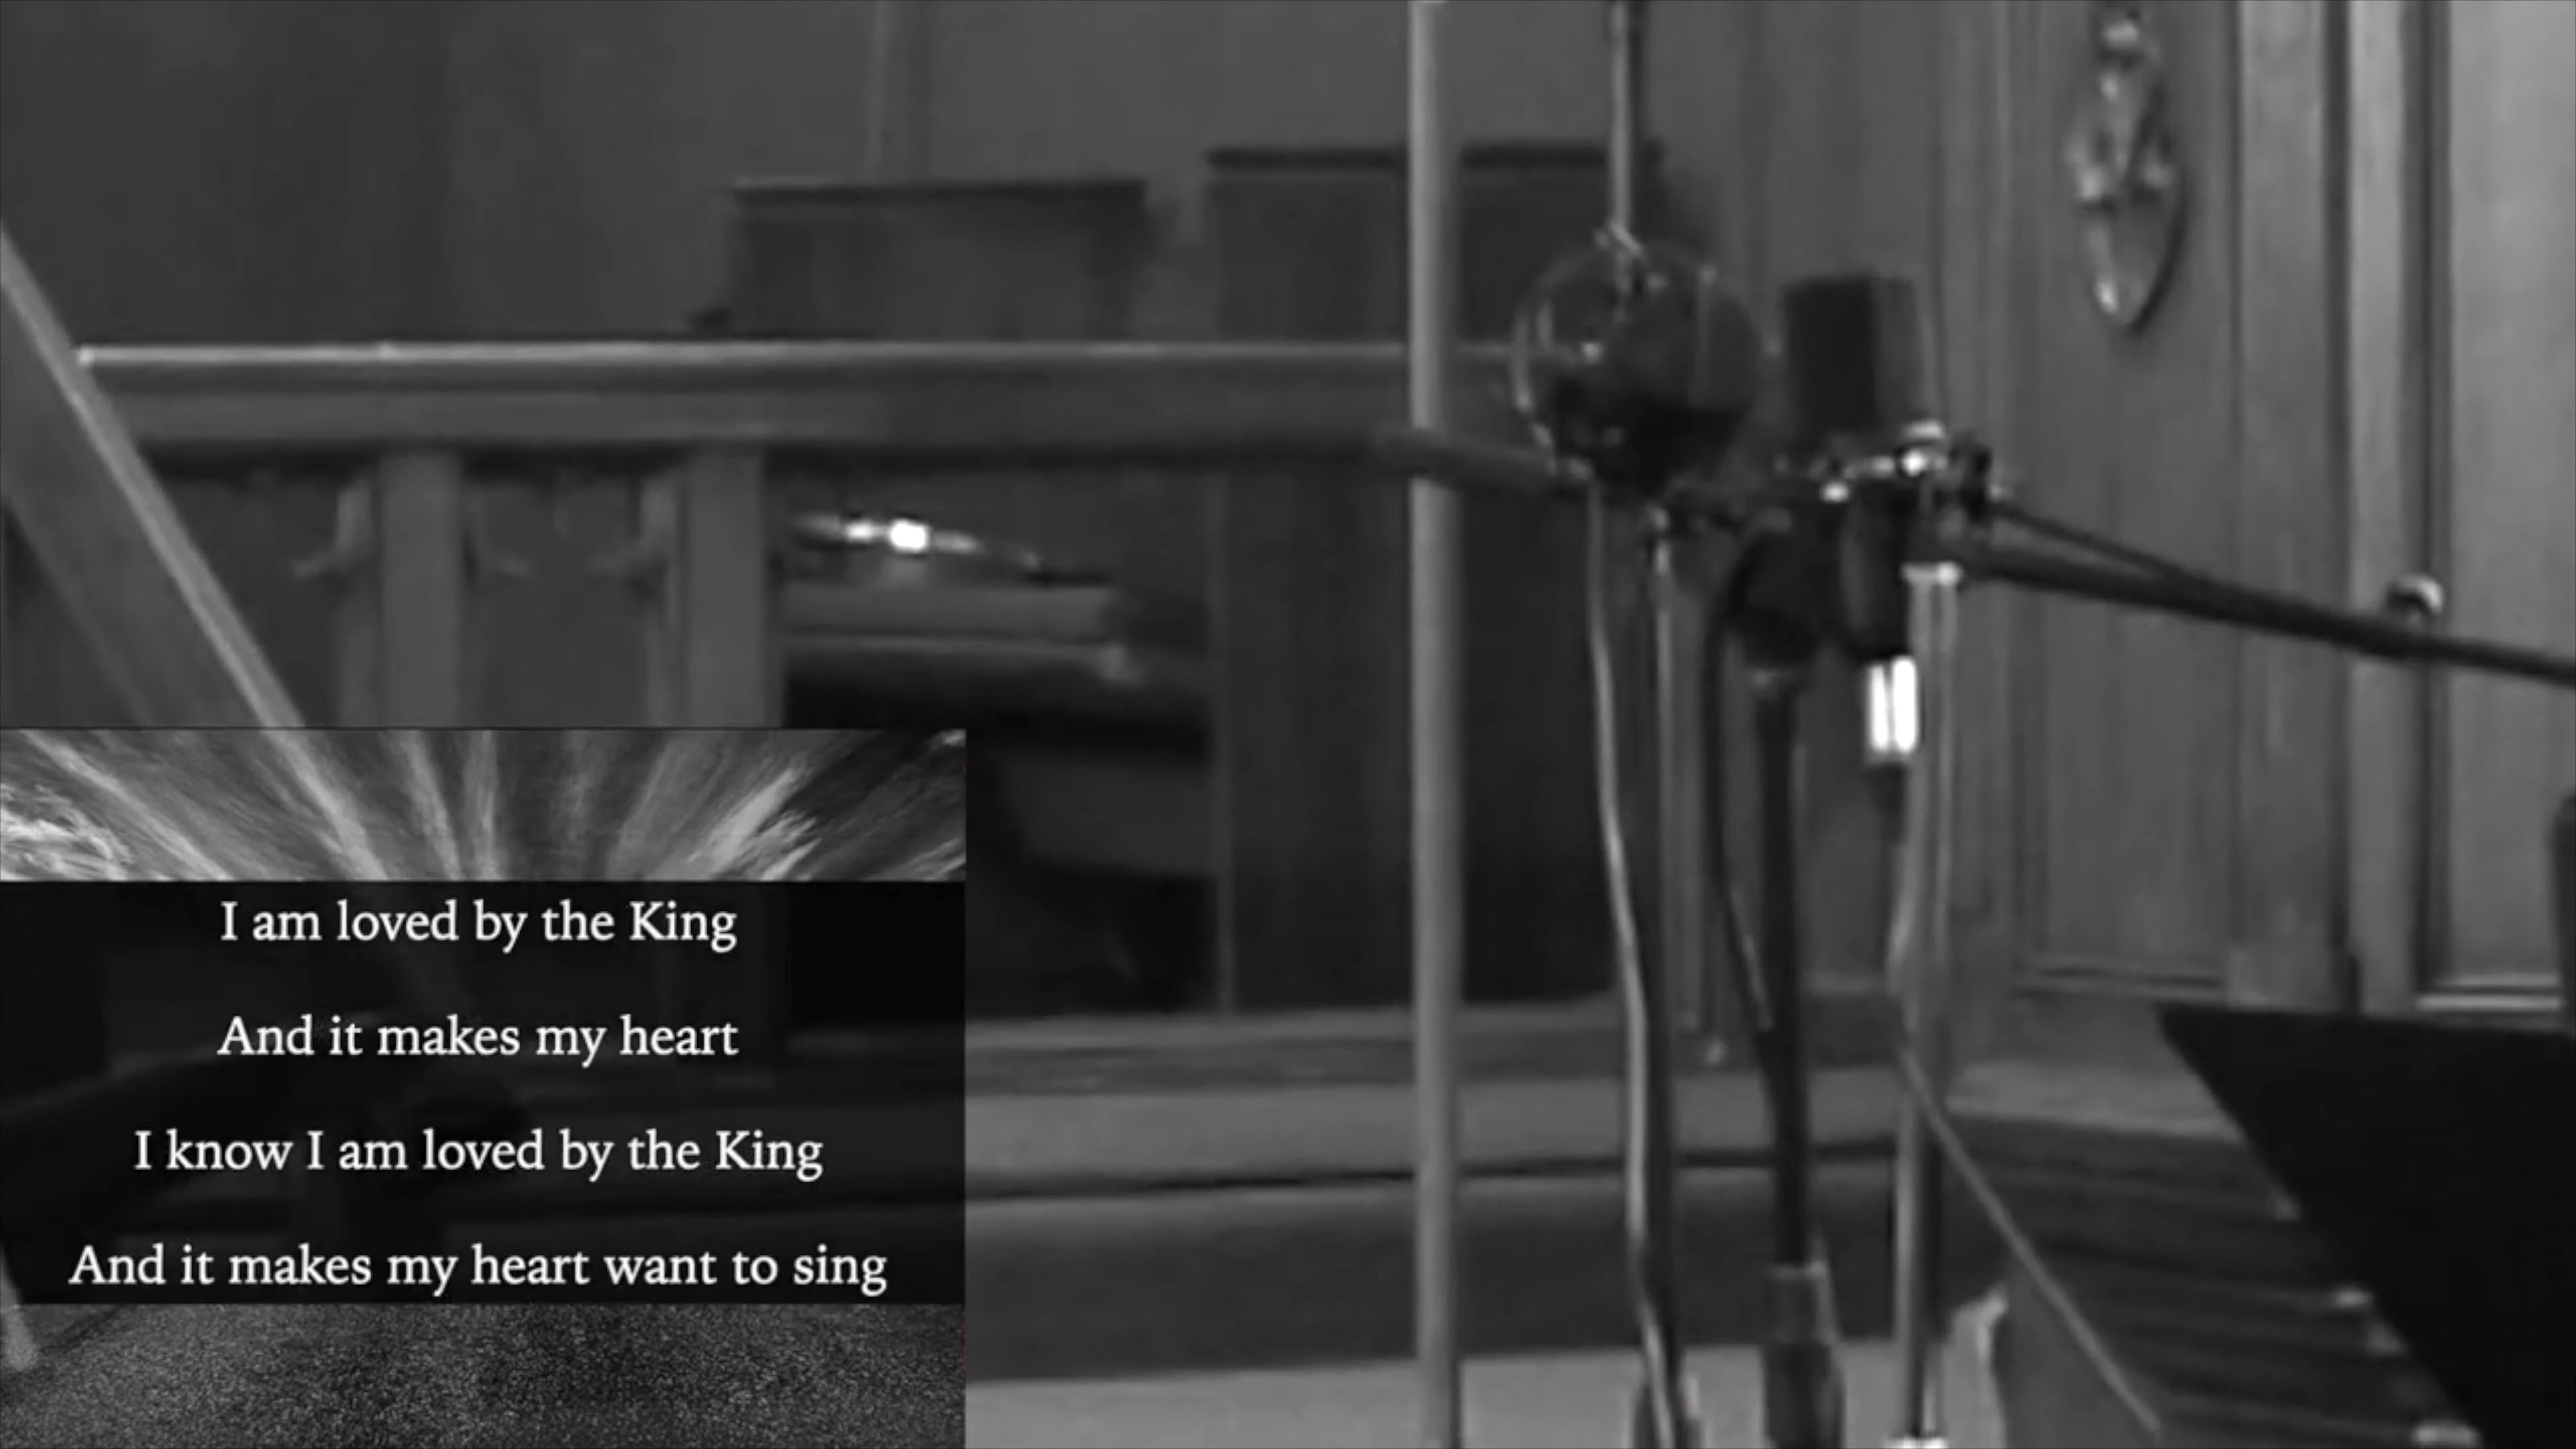 I am loved by the King
And it makes my heart
I know I am loved by the King
And it makes my heart want to sing